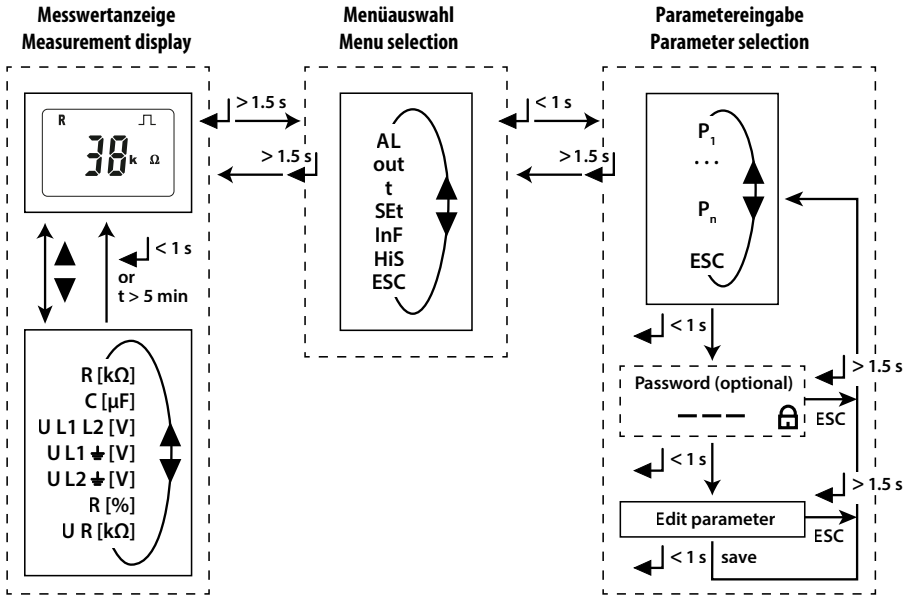 Messwertanzeige
Measurement display
R
38 k Ω
< 1 s
or
t > 5 min
R [kΩ]
C [µF]
U L1 L2 [V]
U L1 ⏚ [V]
U L2 ⏚ [V]
R [%]
U R [kΩ]
> 1.5 s
> 1.5 s
Menüauswahl
Menu selection
AL
out
t
SEt
InF
HiS
ESC
< 1 s
> 1.5 s
Parametereingabe
Parameter selection
P1
...
Pn
ESC
< 1 s
> 1.5 s
Password (optional)
ESC
< 1 s
> 1.5 s
Edit parameter
ESC
< 1 s save